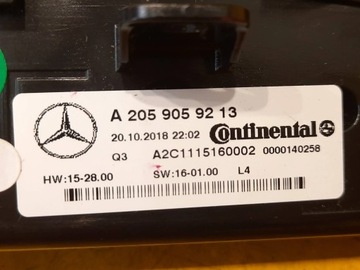 A 205 905 92 13
20.10.2018 22:02 Continental
Q3 A2C1115160002 0000140258
HW:15-28.00 SW:16-01.00 L4